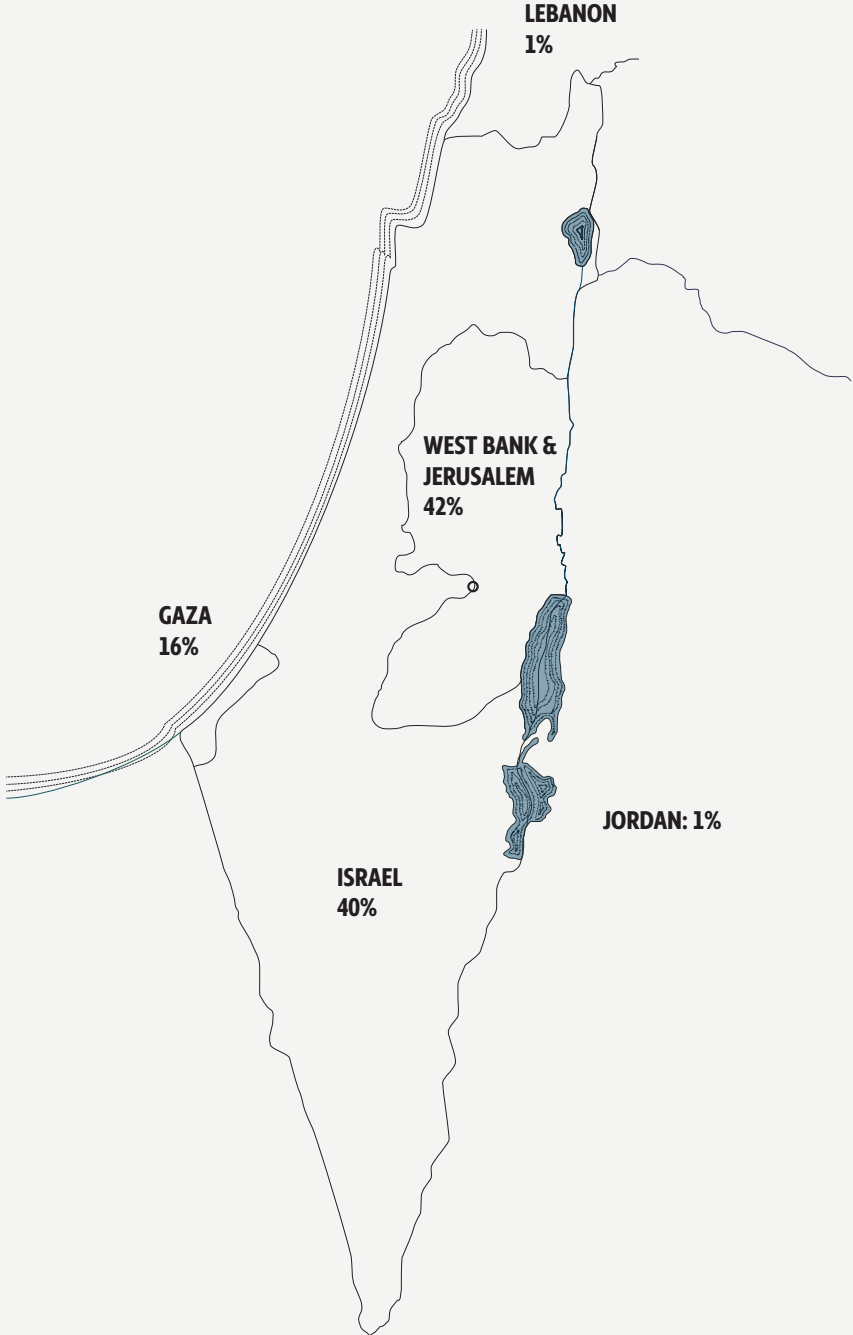 LEBANON
1%
WEST BANK &
JERUSALEM
42%
GAZA
16%
JORDAN: 1%
ISRAEL
40%